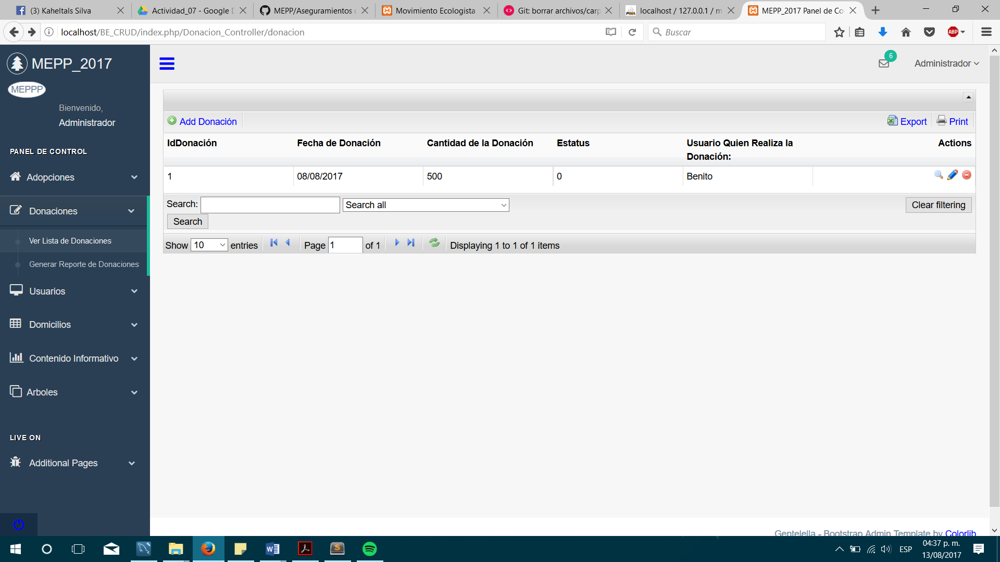 (3) Kaheltals Silva
Actividad_07 - Google D
MEPP/Aseguramientos
Movimiento Ecologista
Git: borrar archivos/carp
localhost / 127.0.0.1 / m
MEPP_2017 Panel de Co
localhost/BE_CRUD/index.php/Donacion_Controller/donacion
Buscar
ABP
MEPP_2017
MEPPP
Bienvenido,
Administrador
6
Administrador
PANEL DE CONTROL
Adopciones
Donaciones
Ver Lista de Donaciones
Generar Reporte de Donaciones
Usuarios
Domicilios
Contenido Informativo
Arboles
LIVE ON
Additional Pages
Add Donación
Export
Print
IdDonación Fecha de Donación Cantidad de la Donación Estatus Usuario Quien Realiza la Donación: Actions
1 08/08/2017 500 0 Benito
Search: Search all Clear filtering
Search
Show 10 entries Page 1 of 1 Displaying 1 to 1 of 1 items
Gentelella - Bootstrap Admin Template by Colorlib
ESP
04:37 p. m.
13/08/2017